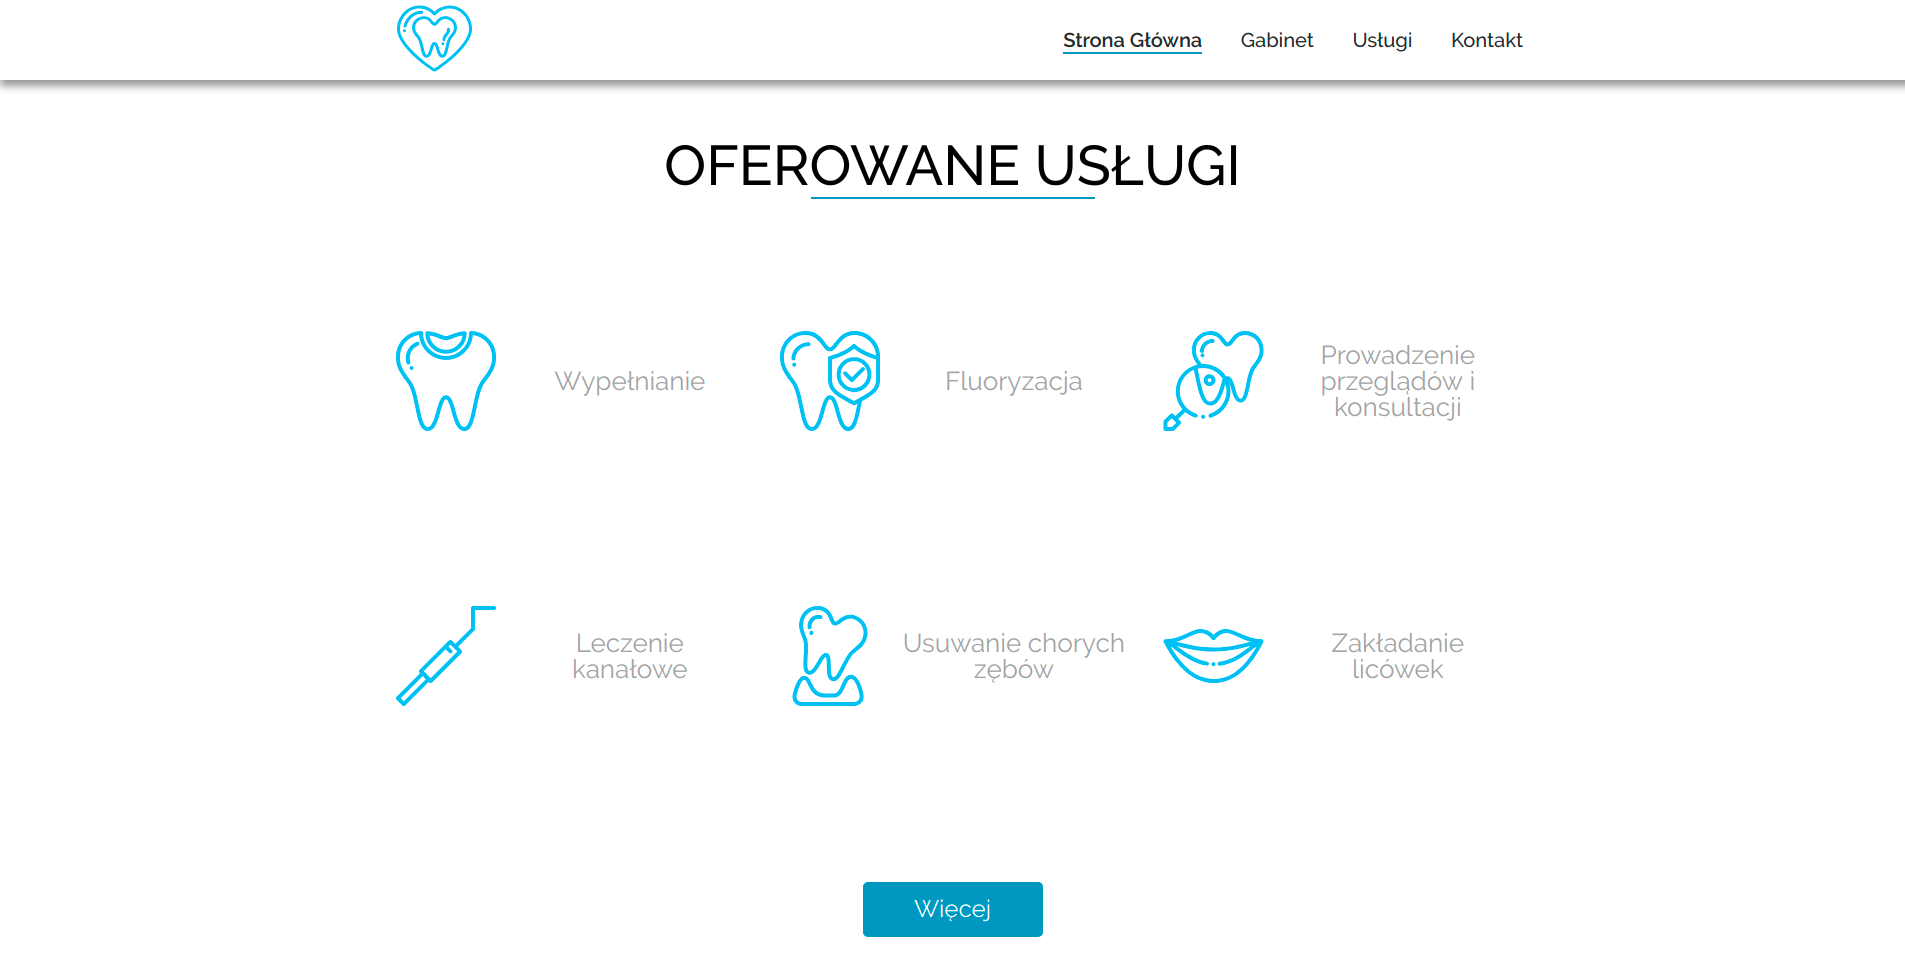 Strona Główna Gabinet Usługi Kontakt
OFEROWANE USŁUGI
Wypełnianie
Fluoryzacja
Prowadzenie
przeglądów i
konsultacji
Leczenie
kanałowe
Usuwanie chorych
zębów
Zakładanie
licówek
Więcej